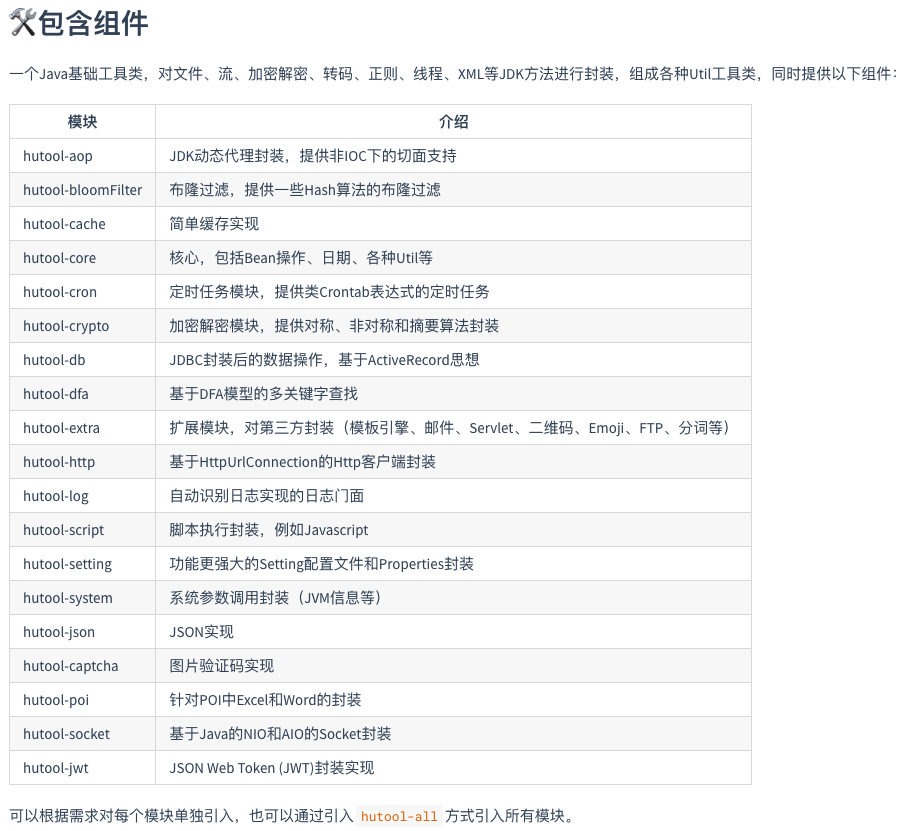 🛠️包含组件
一个Java基础工具类，对文件、流、加密解密、转码、正则、线程、XML等JDK方法进行封装，组成各种Util工具类，同时提供以下组件：
模块 介绍
hutool-aop JDK动态代理封装，提供非IOC下的切面支持
hutool-bloomFilter 布隆过滤，提供一些Hash算法的布隆过滤
hutool-cache 简单缓存实现
hutool-core 核心，包括Bean操作、日期、各种Util等
hutool-cron 定时任务模块，提供类Crontab表达式的定时任务
hutool-crypto 加密解密模块，提供对称、非对称和摘要算法封装
hutool-db JDBC封装后的数据操作，基于ActiveRecord思想
hutool-dfa 基于DFA模型的多关键字查找
hutool-extra 扩展模块，对第三方封装（模板引擎、邮件、Servlet、二维码、Emoji、FTP、分词等）
hutool-http 基于HttpUrlConnection的Http客户端封装
hutool-log 自动识别日志实现的日志门面
hutool-script 脚本执行封装，例如Javascript
hutool-setting 功能更强大的Setting配置文件和Properties封装
hutool-system 系统参数调用封装（JVM信息等）
hutool-json JSON实现
hutool-captcha 图片验证码实现
hutool-poi 针对POI中Excel和Word的封装
hutool-socket 基于Java的NIO和AIO的Socket封装
hutool-jwt JSON Web Token (JWT)封装实现
可以根据需求对每个模块单独引入，也可以通过引入 hutool-all 方式引入所有模块。